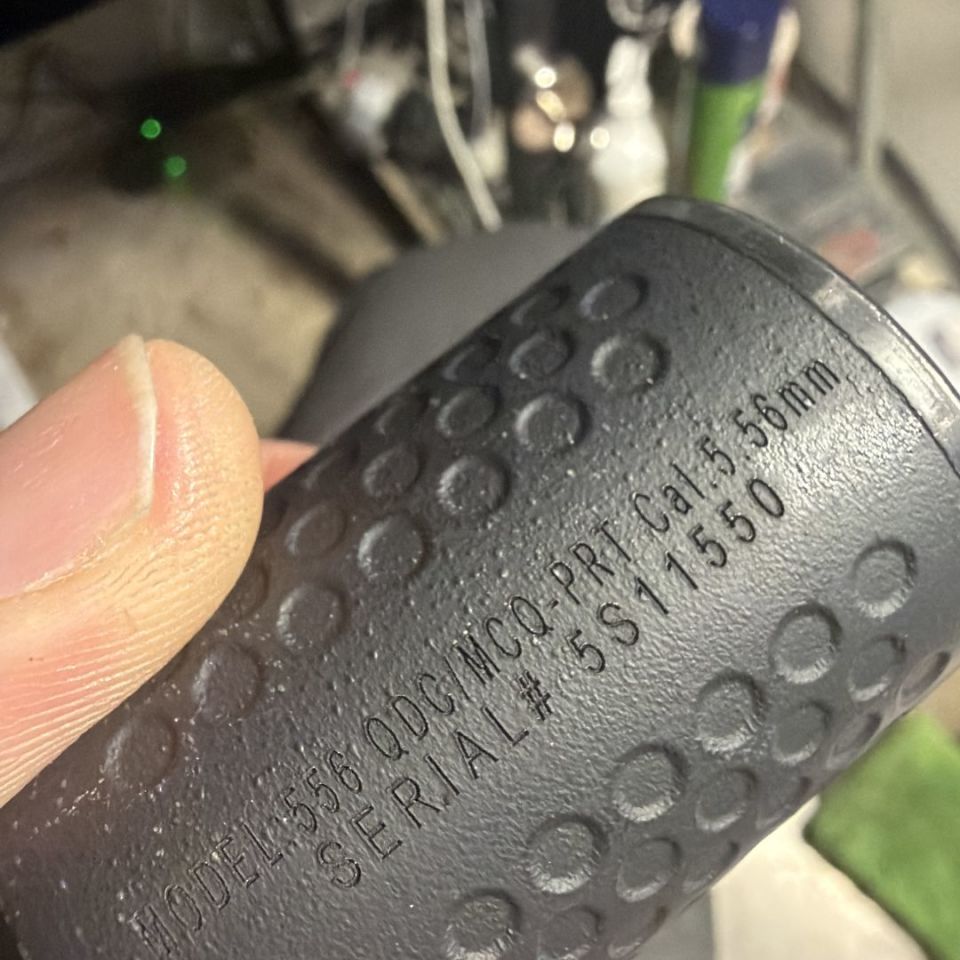 MODEL:556 QDC/MCQ-PRT Cal.5.56mm
SERIAL# 5S11550